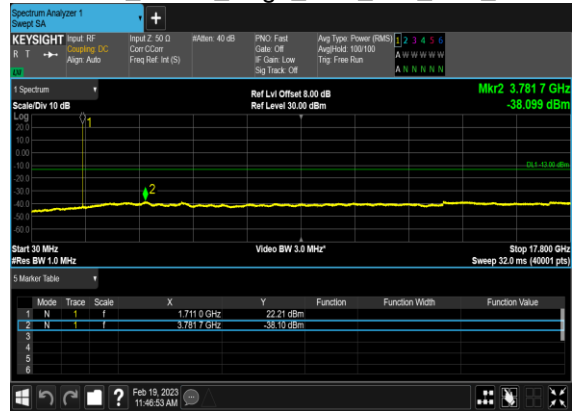 Spectrum Analyzer 1
Swept SA
+
KEYSIGHT Input: RF Input Z: 50 Ω #Atten: 40 dB PNO: Fast Avg Type: Power (RMS) 1 2 3 4 5 6
R T Coupling: DC Corr CCorr Gate: Off Avg|Hold: 100/100 A W W W W W
Align: Auto Freq Ref: Int (S) IF Gain: Low Trig: Free Run A N N N N N
Sig Track: Off
1 Spectrum Ref Lvl Offset 8.00 dB Mkr2 3.781 7 GHz
Scale/Div 10 dB Ref Level 30.00 dBm -38.099 dBm
Log
1
20.0
10.0
0.00
-10.0
DL1 -13.00 dBm
-20.0
-30.0
2
-40.0
-50.0
-60.0
Start 30 MHz Video BW 3.0 MHz* Stop 17.800 GHz
#Res BW 1.0 MHz Sweep 32.0 ms (40001 pts)
5 Marker Table
Mode Trace Scale X Y Function Function Width Function Value
1 N 1 f 1.711 0 GHz 22.21 dBm
2 N 1 f 3.781 7 GHz -38.10 dBm
3
4
5
6
? Feb 19, 2023
11:46:53 AM